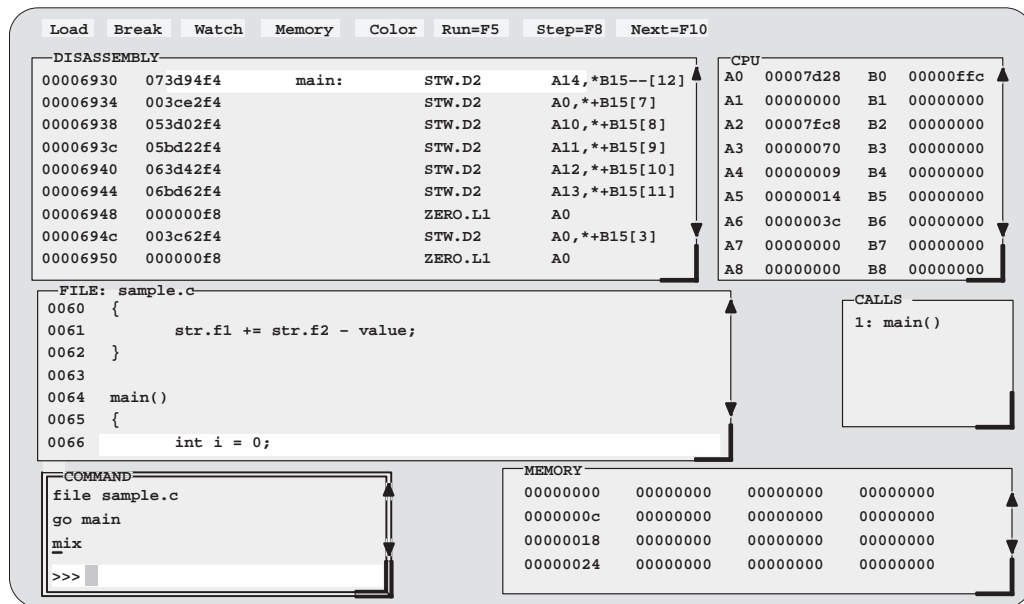 Load Break Watch Memory Color Run=F5 Step=F8 Next=F10
DISASSEMBLY
00006930 073d94f4 main: STW.D2 A14,*B15--[12]
00006934 003ce2f4 STW.D2 A0,*+B15[7]
00006938 053d02f4 STW.D2 A10,*+B15[8]
0000693c 05bd22f4 STW.D2 A11,*+B15[9]
00006940 063d42f4 STW.D2 A12,*+B15[10]
00006944 06bd62f4 STW.D2 A13,*+B15[11]
00006948 000000f8 ZERO.L1 A0
0000694c 003c62f4 STW.D2 A0,*+B15[3]
00006950 000000f8 ZERO.L1 A0
CPU
A0 00007d28 B0 00000ffc
A1 00000000 B1 00000000
A2 00007fc8 B2 00000000
A3 00000070 B3 00000000
A4 00000009 B4 00000000
A5 00000014 B5 00000000
A6 0000003c B6 00000000
A7 00000000 B7 00000000
A8 00000000 B8 00000000
FILE: sample.c
0060 {
0061 str.f1 += str.f2 - value;
0062 }
0063
0064 main()
0065 {
0066 int i = 0;
CALLS
1: main()
COMMAND
file sample.c
go main
mix
>>>
MEMORY
00000000 00000000 00000000 00000000
0000000c 00000000 00000000 00000000
00000018 00000000 00000000 00000000
00000024 00000000 00000000 00000000